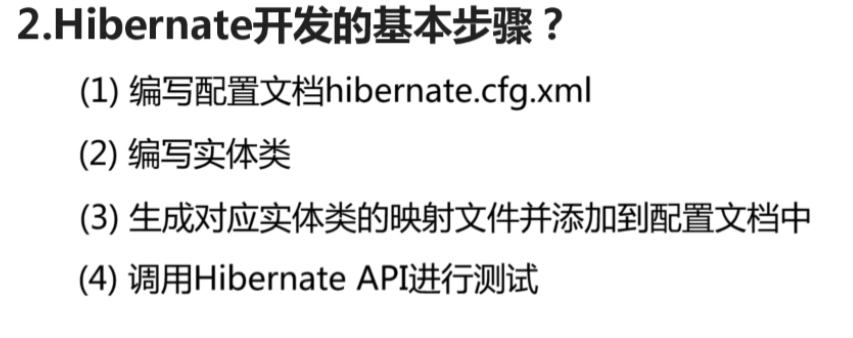 2.Hibernate开发的基本步骤？
(1) 编写配置文档hibernate.cfg.xml
(2) 编写实体类
(3) 生成对应实体类的映射文件并添加到配置文档中
(4) 调用Hibernate API进行测试